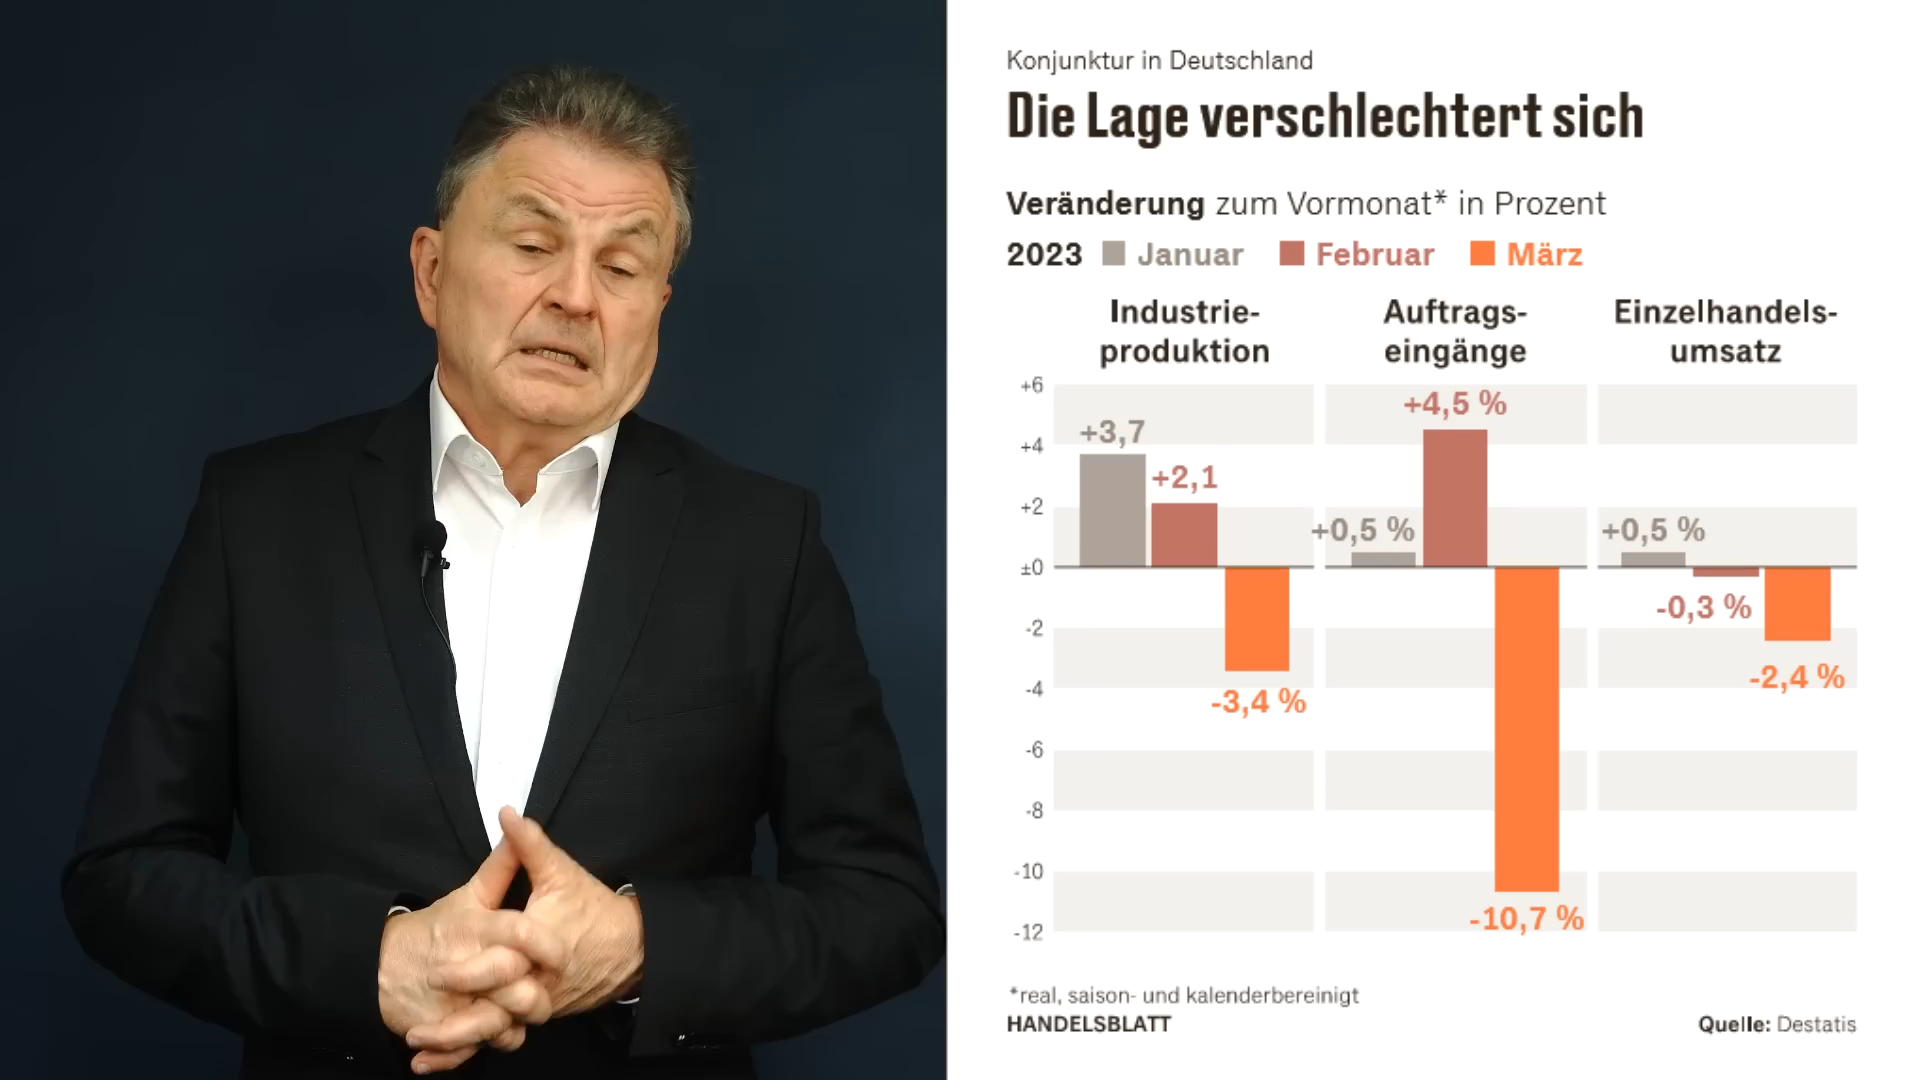 Konjunktur in Deutschland
Die Lage verschlechtert sich
Veränderung zum Vormonat* in Prozent
2023 Januar Februar März
Industrie-
produktion
Auftrags-
eingänge
Einzelhandels-
umsatz
+6
+4
+2
±0
-2
-4
-6
-8
-10
-12
+3,7
+2,1
-3,4 %
+0,5 %
+4,5 %
-10,7 %
+0,5 %
-0,3 %
-2,4 %
*real, saison- und kalenderbereinigt
HANDELSBLATT
Quelle: Destatis